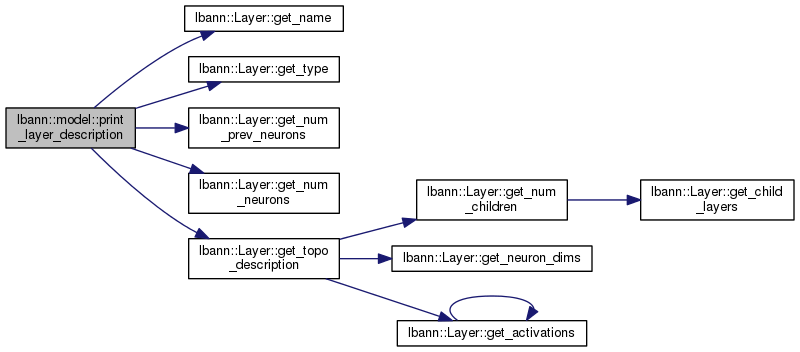 lbann::Layer::get_name
lbann::Layer::get_type
lbann::model::print
_layer_description
lbann::Layer::get_num
_prev_neurons
lbann::Layer::get_num
_neurons
lbann::Layer::get_num
_children
lbann::Layer::get_child
_layers
lbann::Layer::get_topo
_description
lbann::Layer::get_neuron_dims
lbann::Layer::get_activations